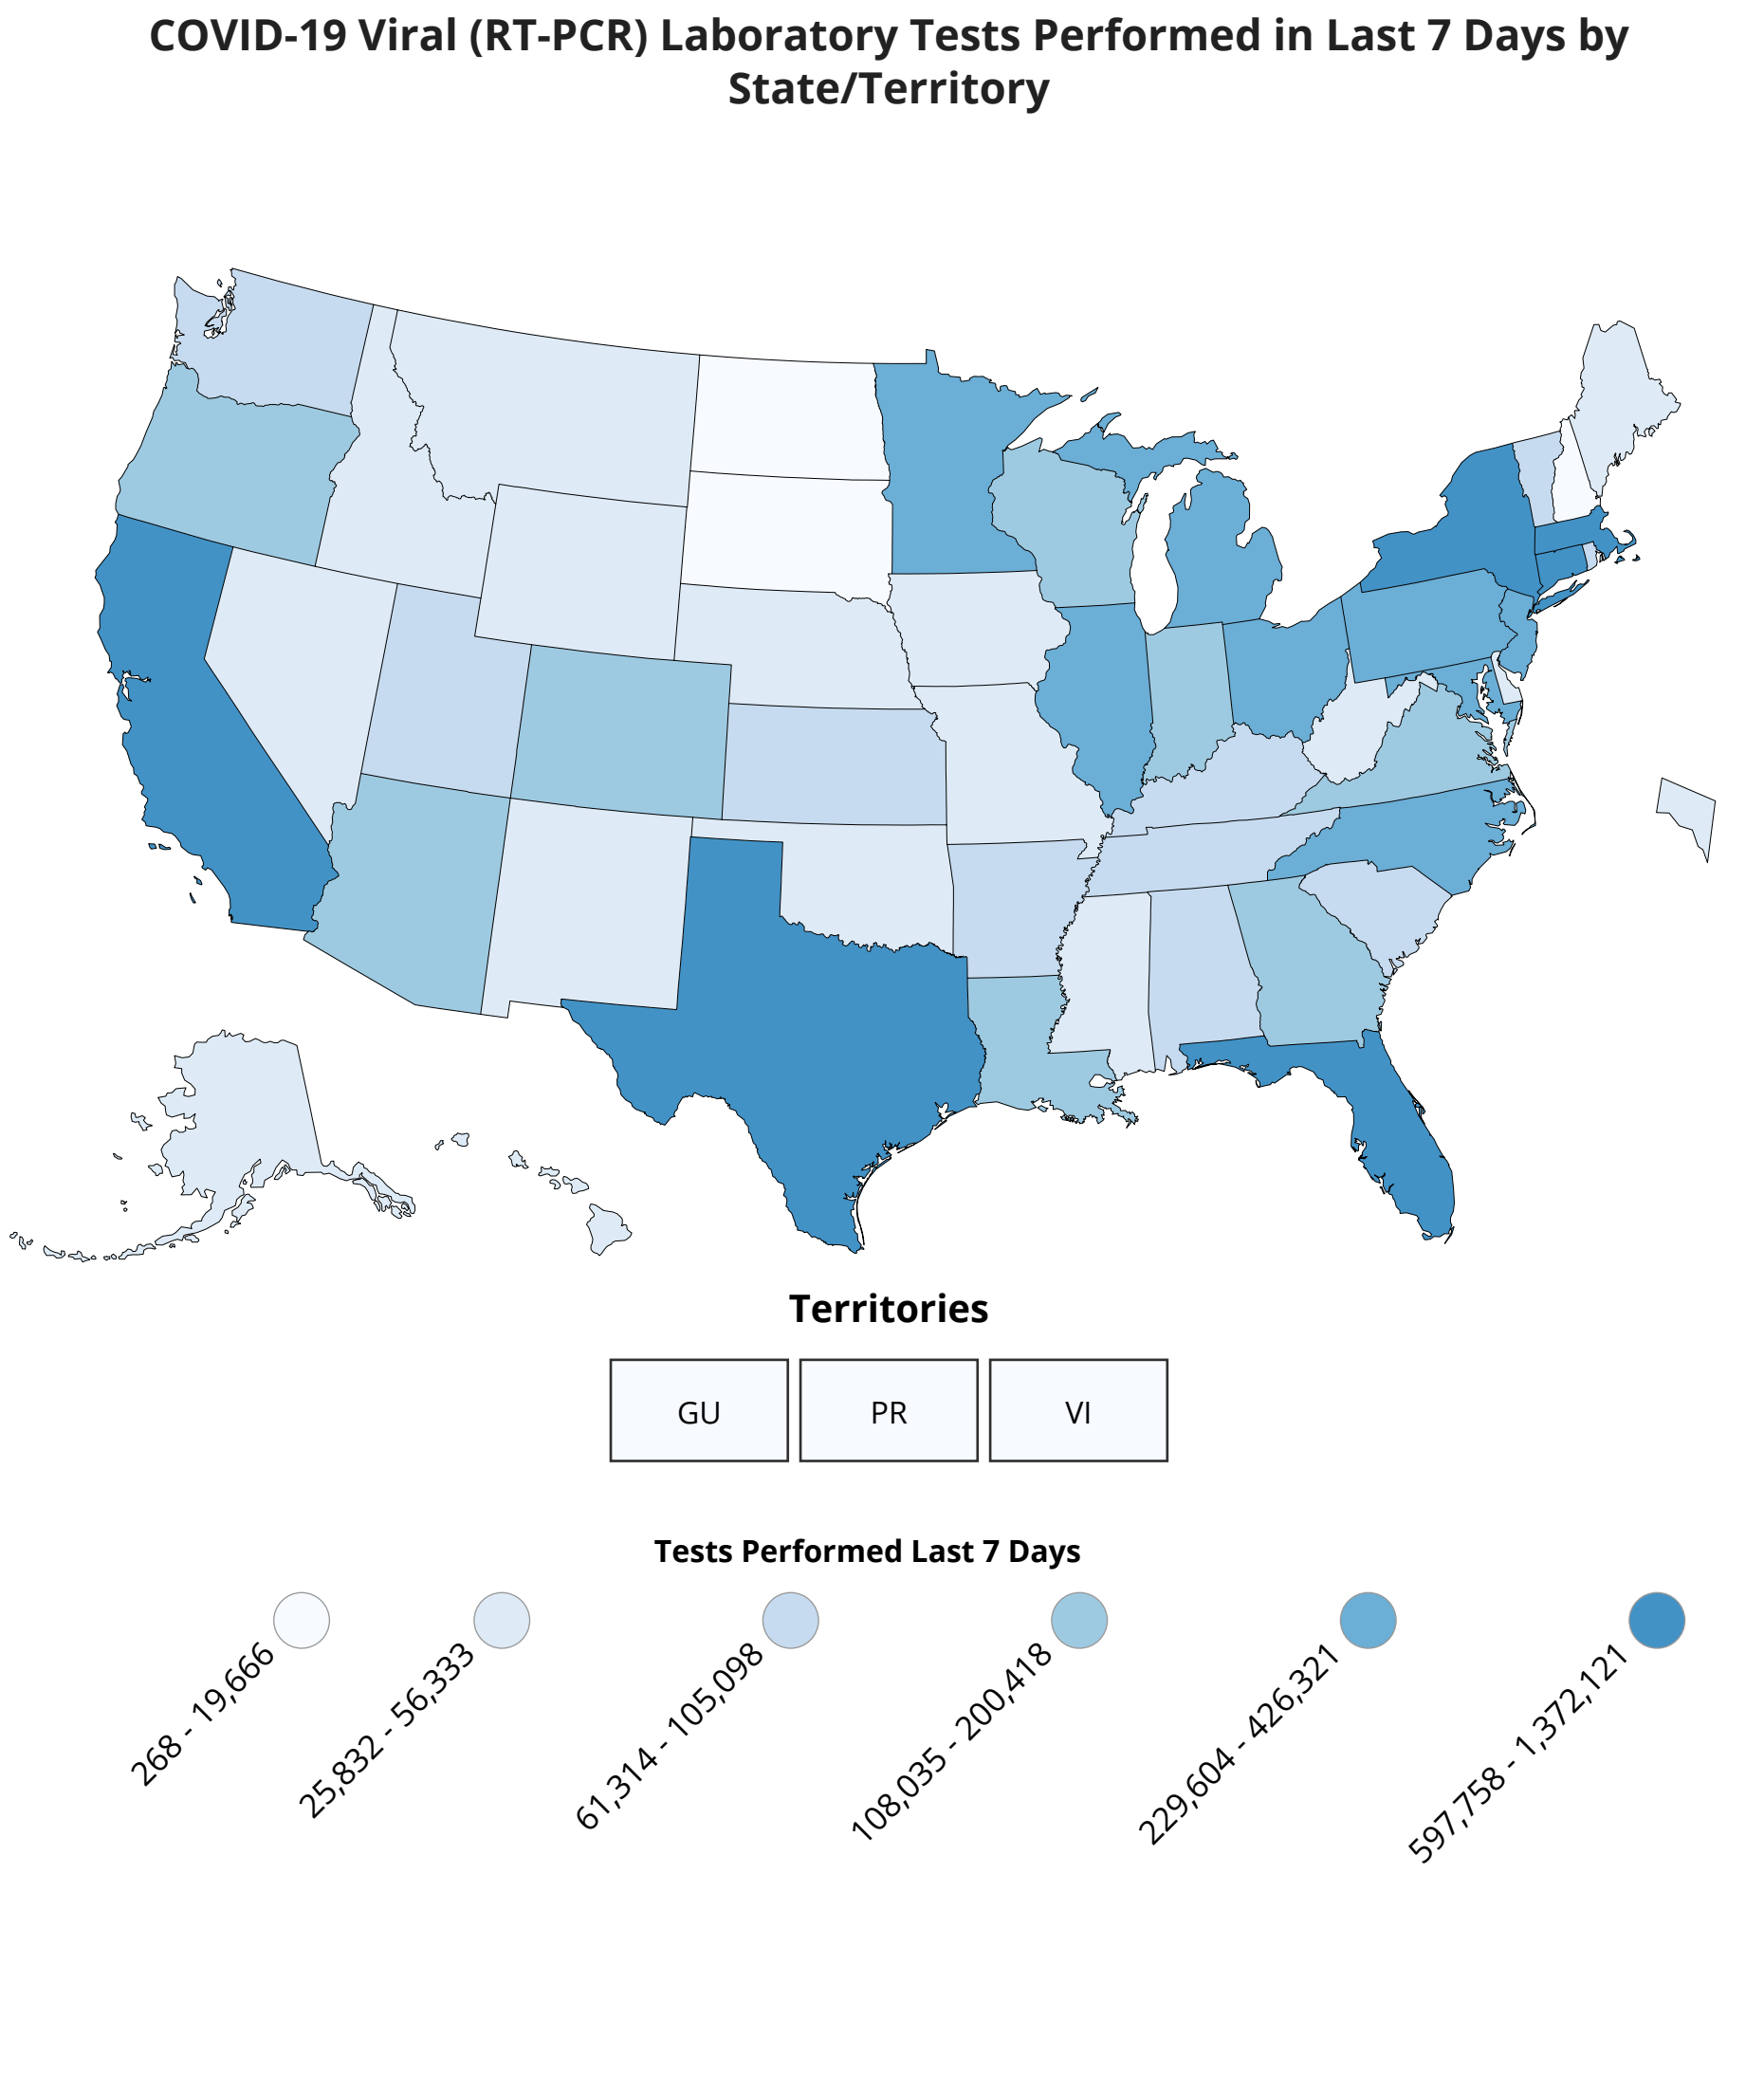 COVID-19 Viral (RT-PCR) Laboratory Tests Performed in Last 7 Days by
State/Territory
Territories
GU
PR
VI
Tests Performed Last 7 Days
268 - 19,666
25,832 - 56,333
61,314 - 105,098
108,035 - 200,418
229,604 - 426,321
597,758 - 1,372,121